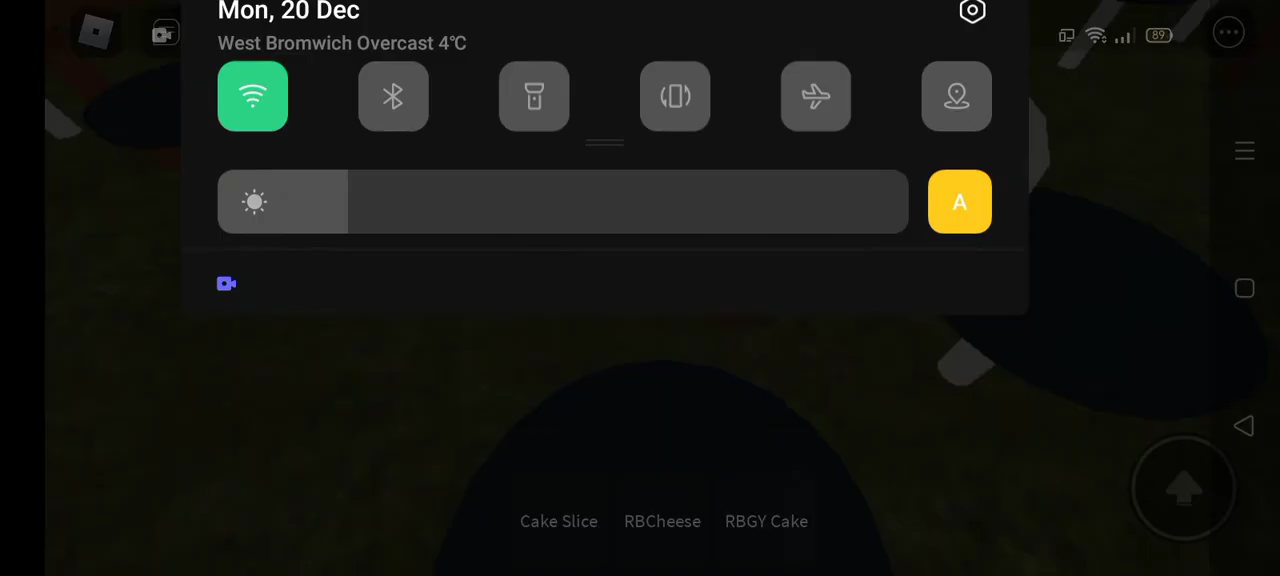 Mon, 20 Dec
West Bromwich Overcast 4℃
89
A
Cake Slice RBCheese RBGY Cake